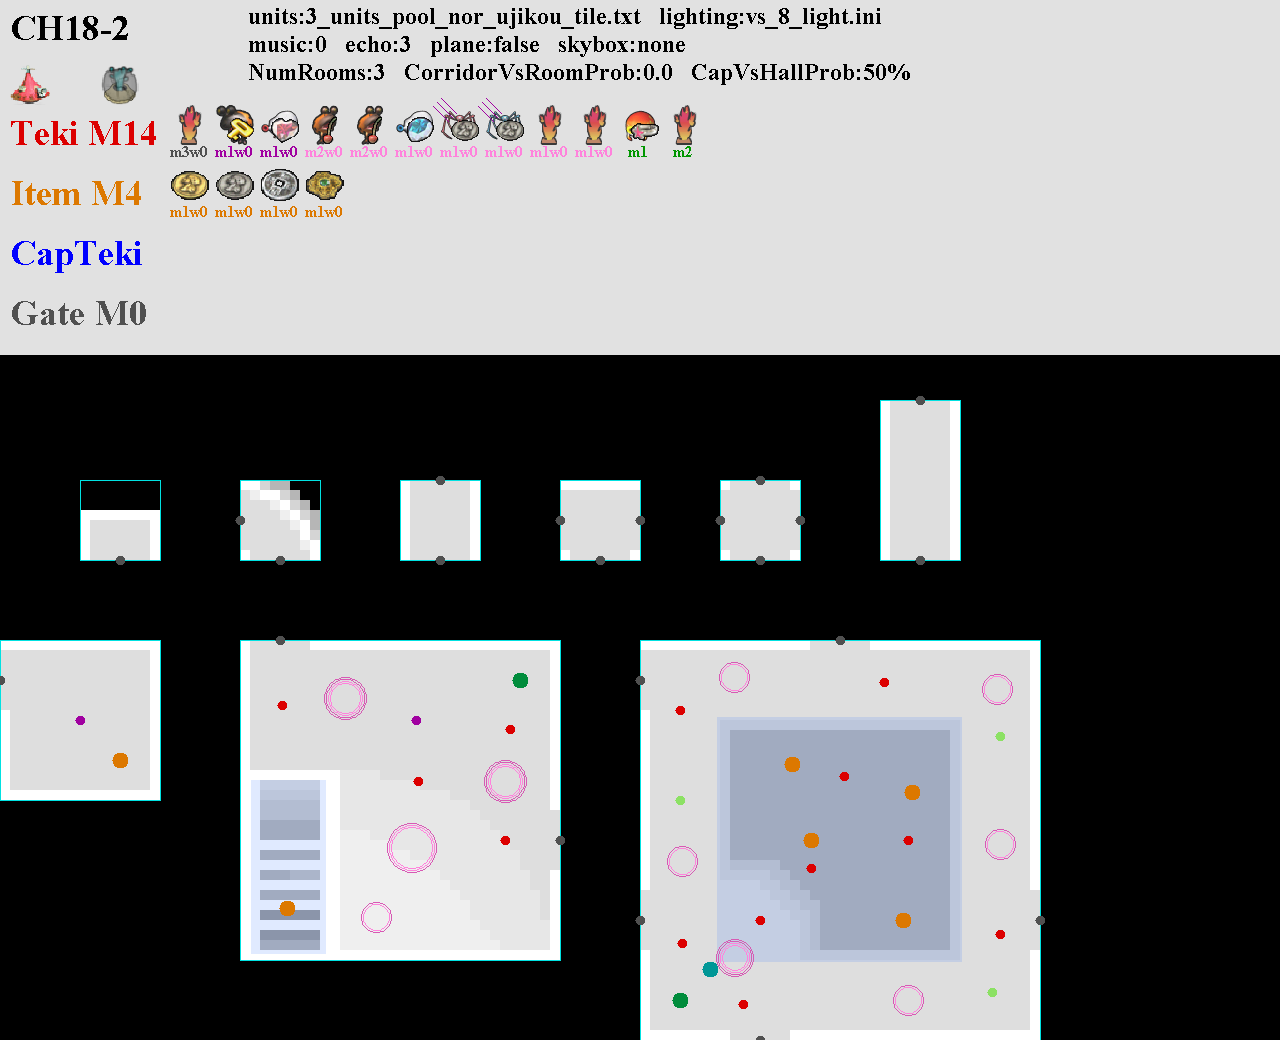 CH18-2
units:3_units_pool_nor_ujikou_tile.txt lighting:vs_8_light.ini
music:0 echo:3 plane:false skybox:none
NumRooms:3 CorridorVsRoomProb:0.0 CapVsHallProb:50%
Teki M14
m3w0 m1w0 m1w0 m2w0 m2w0 m1w0 m1w0 m1w0 m1w0 m1w0 m1 m2
Item M4
m1w0 m1w0 m1w0 m1w0
CapTeki
Gate M0